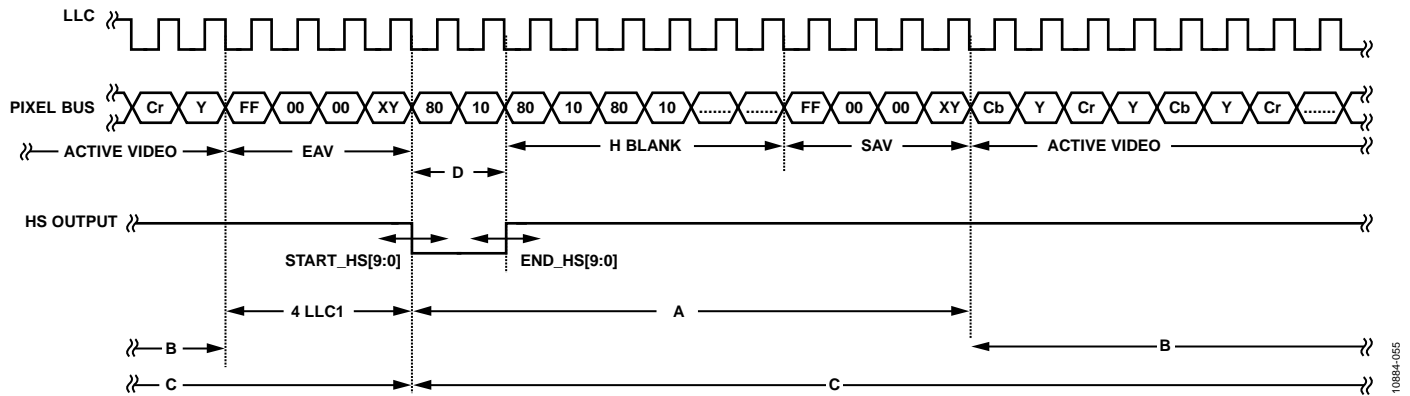 LLC
PIXEL BUS Cr Y FF 00 00 XY 80 10 80 10 80 10 ....... ....... FF 00 00 XY Cb Y Cr Y Cb Y Cr .......
ACTIVE VIDEO EAV H BLANK SAV ACTIVE VIDEO
D
HS OUTPUT
START_HS[9:0] END_HS[9:0]
4 LLC1 A
B B
C C
10884-055